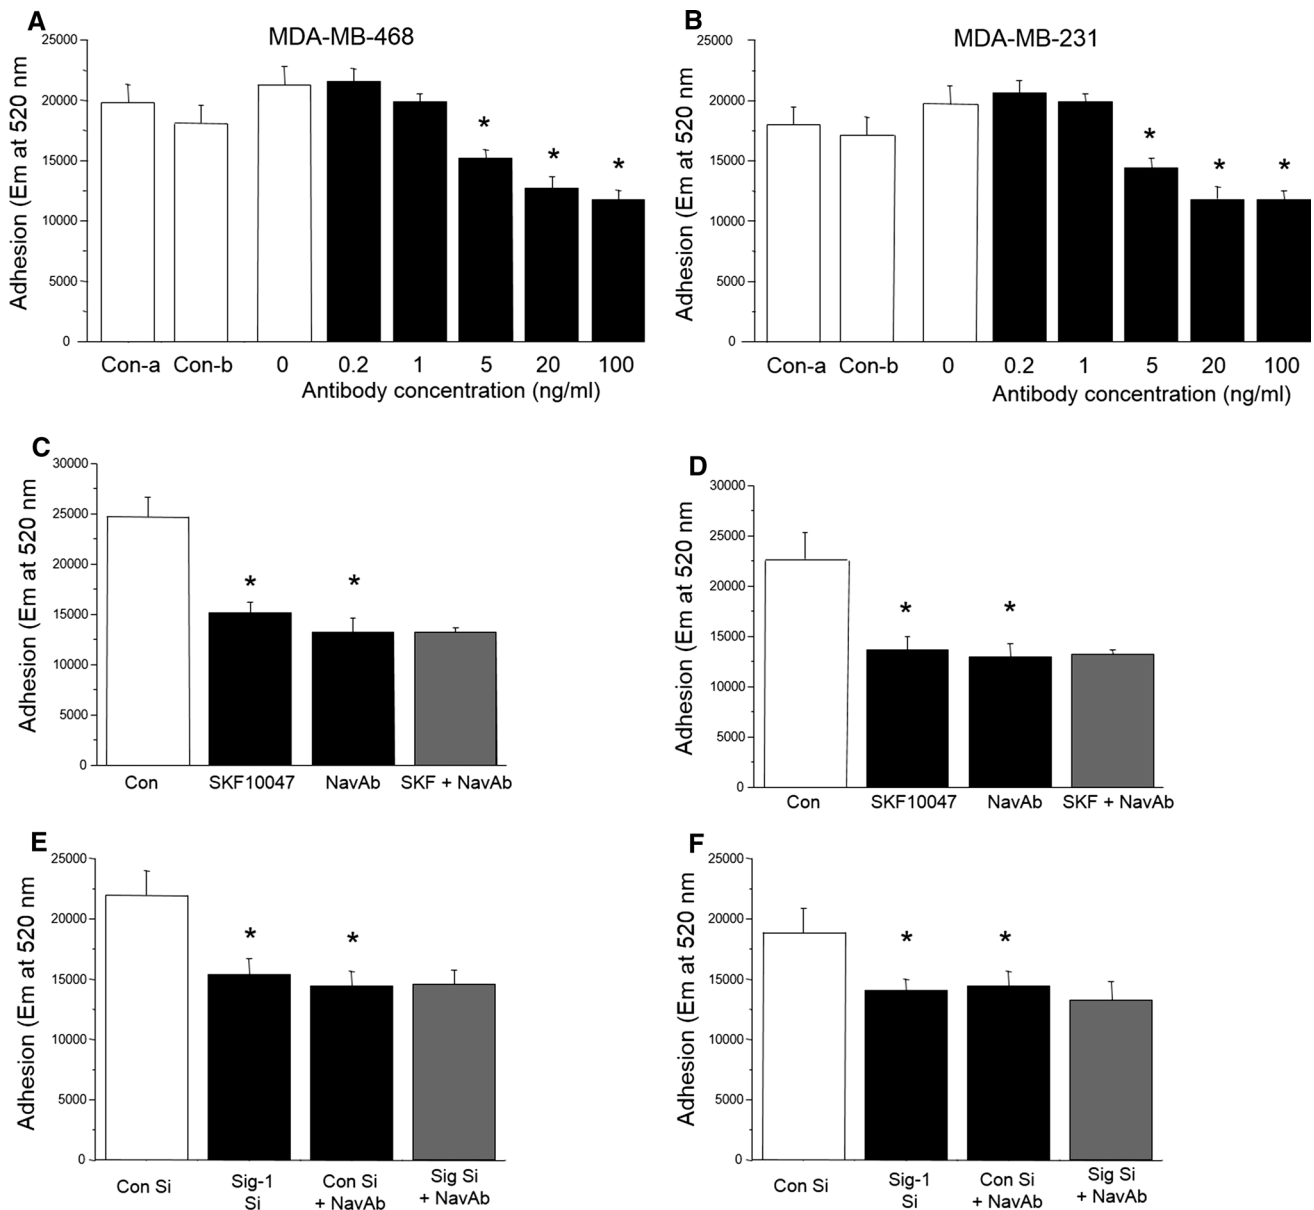 A
MDA-MB-468
Adhesion (Em at 520 nm
25000
20000
15000
10000
5000
0
* * *
Con-a Con-b 0 0.2 1 5 20 100
Antibody concentration (ng/ml)
B
MDA-MB-231
Adhesion (Em at 520 nm
25000
20000
15000
10000
5000
0
* * *
Con-a Con-b 0 0.2 1 5 20 100
Antibody concentration (ng/ml)
C
Adhesion (Em at 520 nm
30000
25000
20000
15000
10000
5000
0
* *
Con SKF10047 NavAb SKF + NavAb
D
Adhesion (Em at 520 nm
30000
25000
20000
15000
10000
5000
0
* *
Con SKF10047 NavAb SKF + NavAb
E
Adhesion (Em at 520 nm
25000
20000
15000
10000
5000
0
* *
Con Si Sig-1 Con Si Sig Si
Si + NavAb + NavAb
F
Adhesion (Em at 520 nm
25000
20000
15000
10000
5000
0
* *
Con Si Sig-1 Con Si Sig Si
Si + NavAb + NavAb